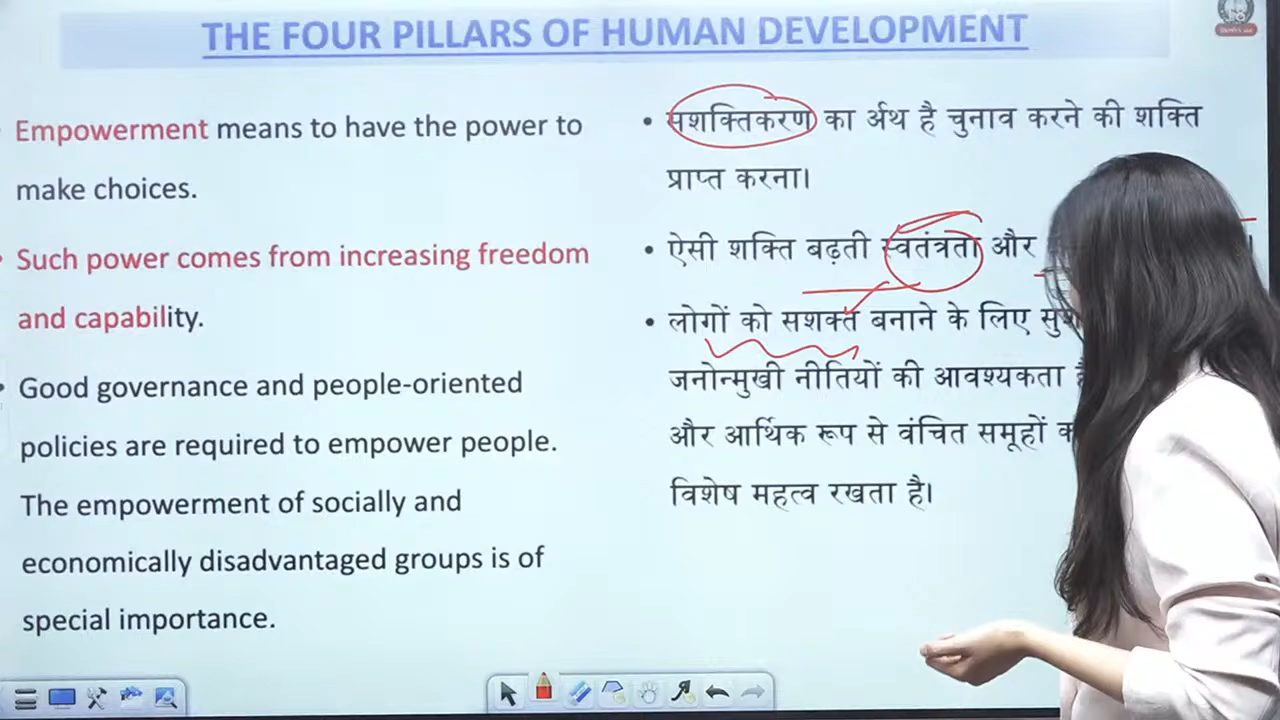 THE FOUR PILLARS OF HUMAN DEVELOPMENT
Empowerment means to have the power to
make choices.
Such power comes from increasing freedom
and capability.
Good governance and people-oriented
policies are required to empower people.
The empowerment of socially and
economically disadvantaged groups is of
special importance.
• सशक्तिकरण का र्अथ है चुनाव करने की शक्ति
प्राप्त करना।
• ऐसी शक्ति बढ़ती स्वतंत्रता और
• लोगों को सशक्त बनाने के लिए
जनोन्मुखी नीतियों की आवश्यकता
और आर्थिक रूप से वंचित समूहों
विशेष महत्व रखता है।